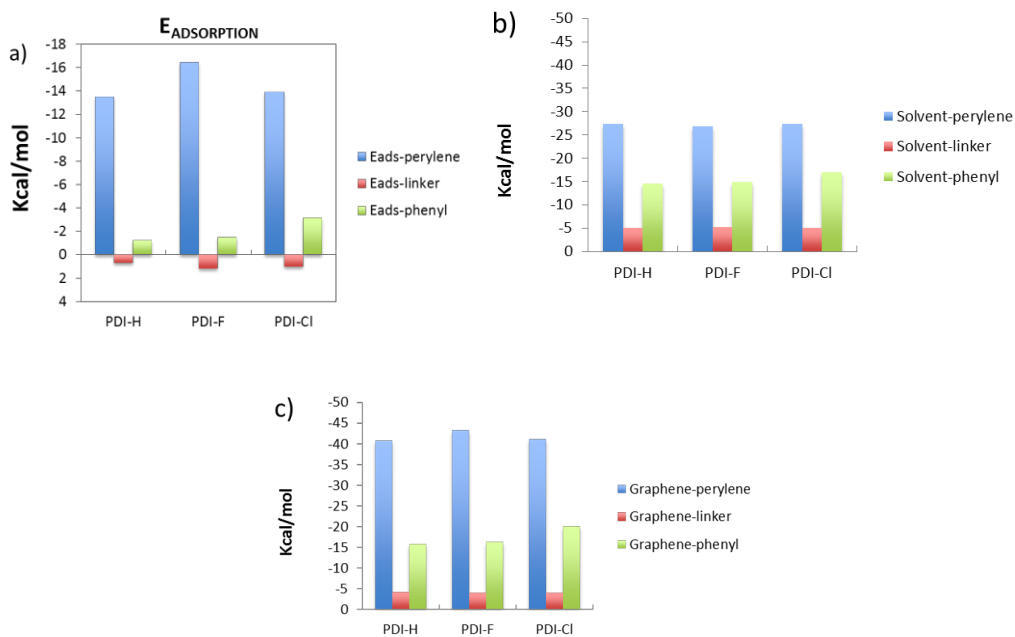 a)
E_ADSORPTION
Kcal/mol
-18
-16
-14
-12
-10
-8
-6
-4
-2
0
2
4
PDI-H PDI-F PDI-Cl
Eads-perylene
Eads-linker
Eads-phenyl
b)
Kcal/mol
-50
-45
-40
-35
-30
-25
-20
-15
-10
-5
0
PDI-H PDI-F PDI-Cl
Solvent-perylene
Solvent-linker
Solvent-phenyl
c)
Kcal/mol
-50
-45
-40
-35
-30
-25
-20
-15
-10
-5
0
PDI-H PDI-F PDI-Cl
Graphene-perylene
Graphene-linker
Graphene-phenyl